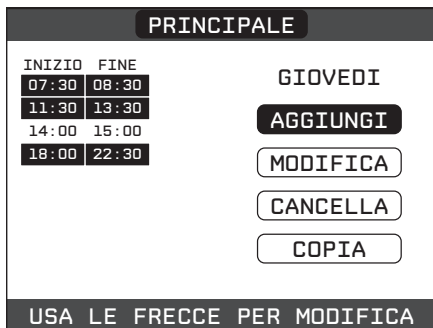 PRINCIPALE
INIZIO FINE
07:30 08:30
11:30 13:30
14:00 15:00
18:00 22:30
GIOVEDI
AGGIUNGI
MODIFICA
CANCELLA
COPIA
USA LE FRECCE PER MODIFICA